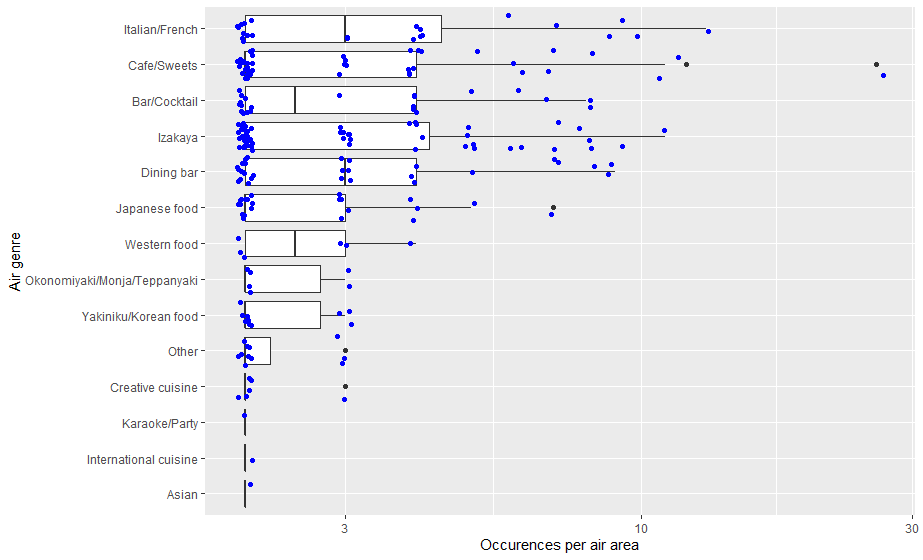 Air genre
Italian/French
Cafe/Sweets
Bar/Cocktail
Izakaya
Dining bar
Japanese food
Western food
Okonomiyaki/Monja/Teppanyaki
Yakiniku/Korean food
Other
Creative cuisine
Karaoke/Party
International cuisine
Asian
3 10 30
Occurences per air area